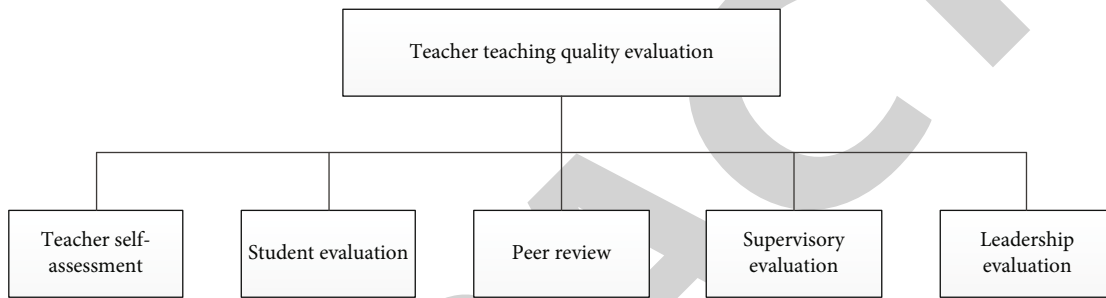 Teacher teaching quality evaluation
Teacher self-
assessment
Student evaluation
Peer review
Supervisory
evaluation
Leadership
evaluation